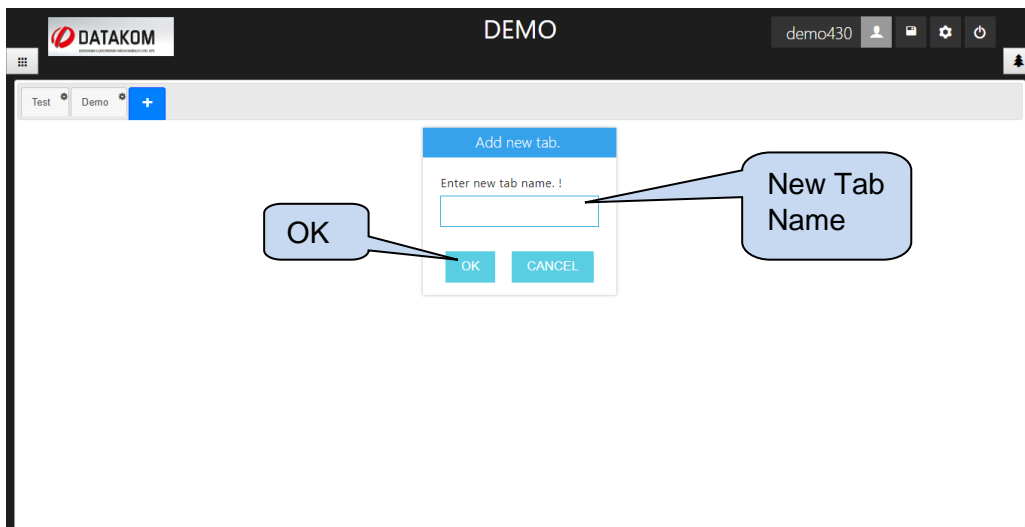 DATAKOM
DEMO
demo430
Test
Demo
+
Add new tab.
Enter new tab name. !
New Tab
Name
OK
OK
CANCEL